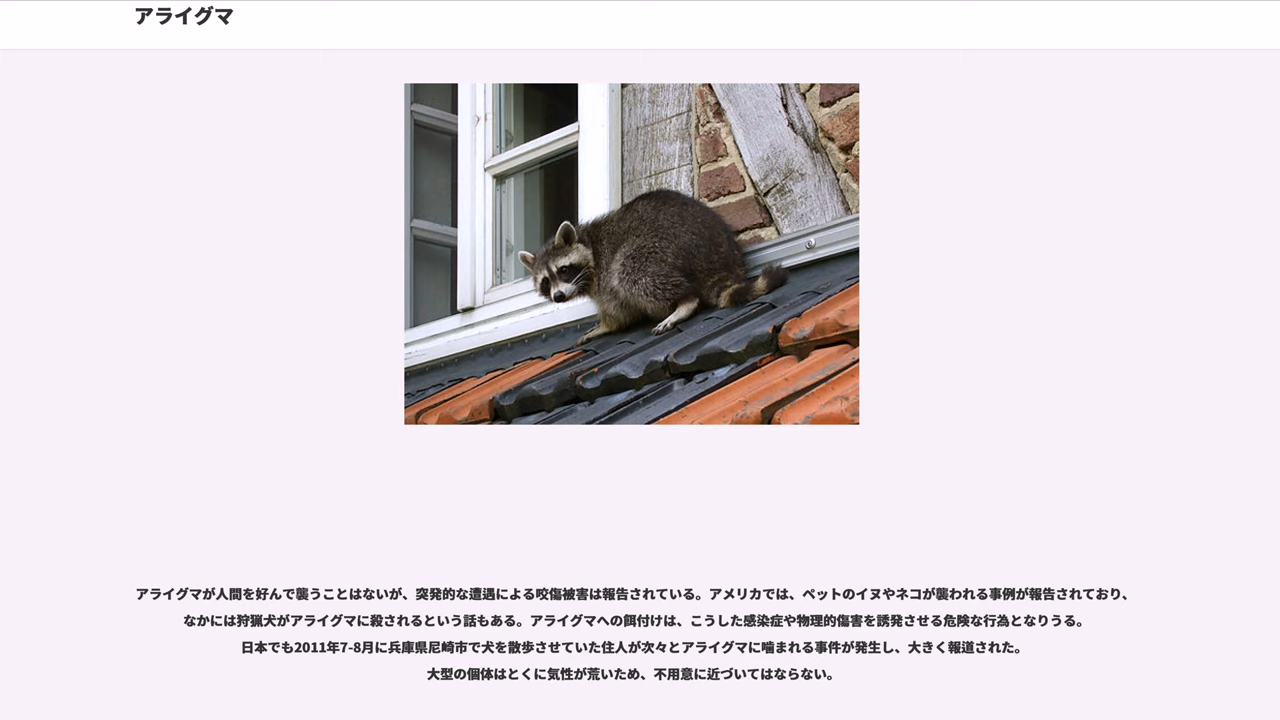 アライグマ
アライグマが人間を好んで襲うことはないが、突発的な遭遇による咬傷被害は報告されている。アメリカでは、ペットのイヌやネコが襲われる事例が報告されており、
なかには狩猟犬がアライグマに殺されるという話もある。アライグマへの餌付けは、こうした感染症や物理的傷害を誘発させる危険な行為となりうる。
日本でも2011年7-8月に兵庫県尼崎市で犬を散歩させていた住人が次々とアライグマに噛まれる事件が発生し、大きく報道された。
大型の個体はとくに気性が荒いため、不用意に近づいてはならない。